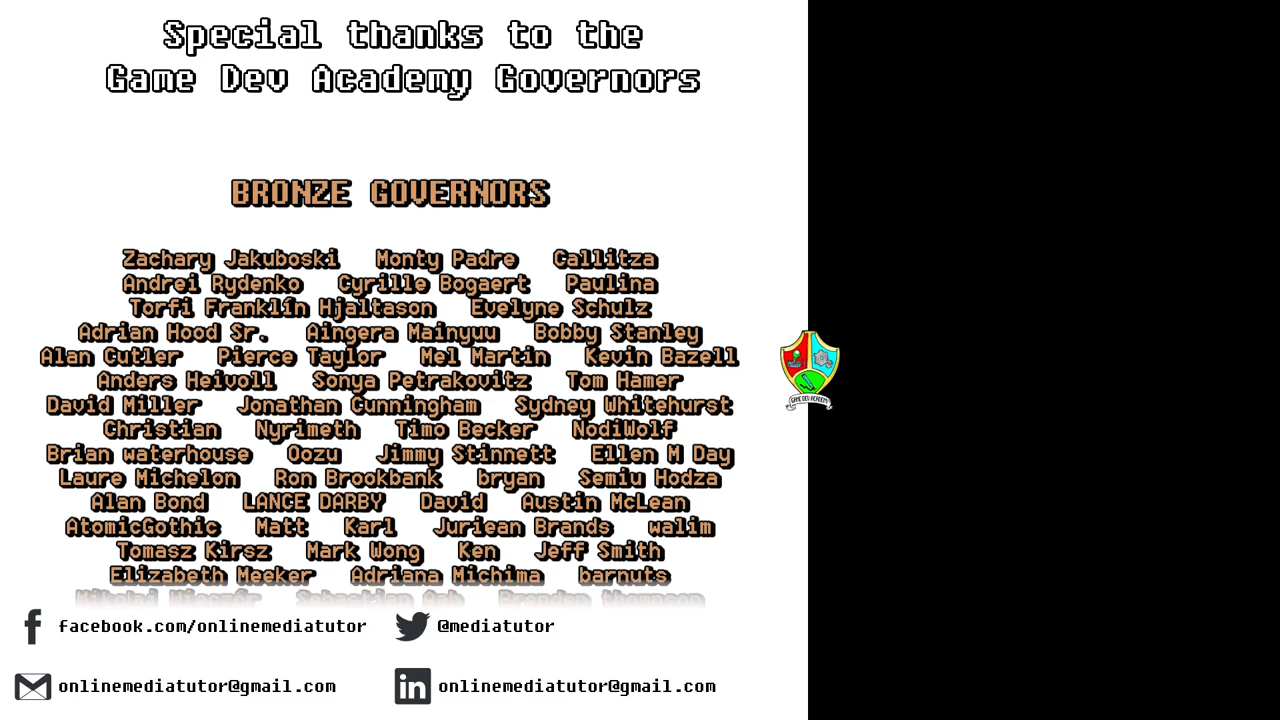 Special thanks to the
Game Dev Academy Governors
BRONZE GOVERNORS
Zachary Jakuboski Monty Padre Callitza
Andrei Rydenko Cyrille Bogaert Paulina
Torfi Franklín Hjaltason Evelyne Schulz
Adrian Hood Sr. Aingera Mainyuu Bobby Stanley
Alan Cutler Pierce Taylor Mel Martin Kevin Bazell
Anders Heivoll Sonya Petrakovitz Tom Hamer
David Miller Jonathan Cunningham Sydney Whitehurst
Christian Nyrimeth Timo Becker NodiWolf
Brian waterhouse Oozu Jimmy Stinnett Ellen M Day
Laure Michelon Ron Brookbank bryan Semiu Hodza
Alan Bond LANCE DARBY David Austin McLean
AtomicGothic Matt Karl Juriean Brands walim
Tomasz Kirsz Mark Wong Ken Jeff Smith
Elizabeth Meeker Adriana Michima barnuts
GAME DEV ACADEMY
facebook.com/onlinemediatutor @mediatutor
onlinemediatutor@gmail.com onlinemediatutor@gmail.com